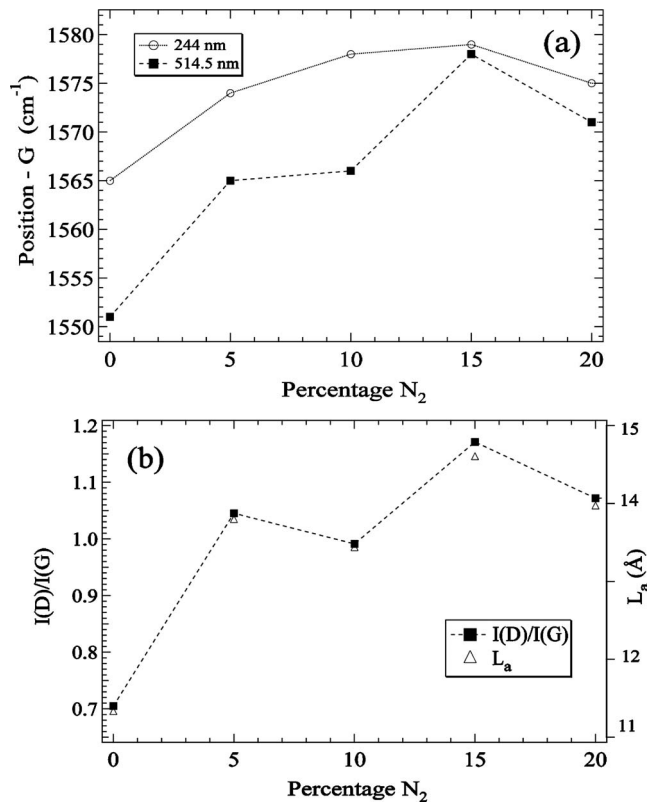 1580
1575
1570
1565
1560
1555
1550
Position - G (cm⁻¹)
244 nm
514.5 nm
(a)
0 5 10 15 20
Percentage N₂
1.2
1.1
1.0
0.9
0.8
0.7
I(D)/I(G)
(b)
15
14
12
11
Lₐ (Å)
I(D)/I(G)
Lₐ
0 5 10 15 20
Percentage N₂